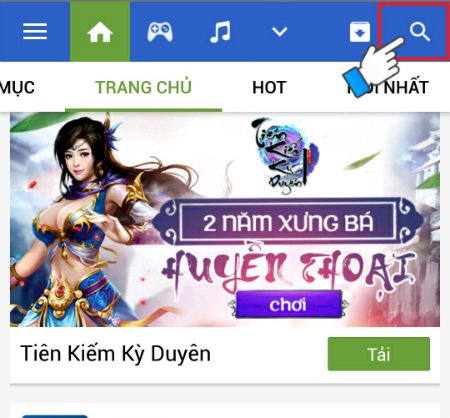 MỤC TRANG CHỦ HOT MỚI NHẤT
Tiên
Kiếm
Kỳ
Duyên
2 NĂM XƯNG BÁ
HUYỀN THOẠI
chơi
Tiên Kiếm Kỳ Duyên Tải